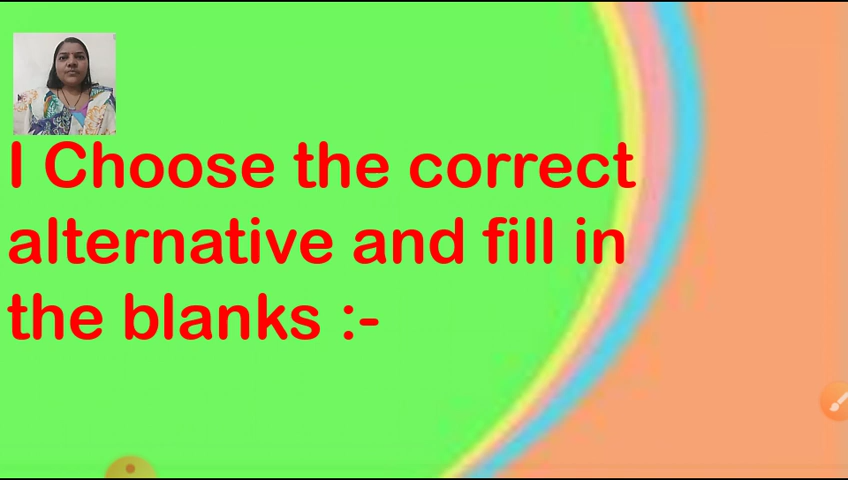 I Choose the correct
alternative and fill in
the blanks :-